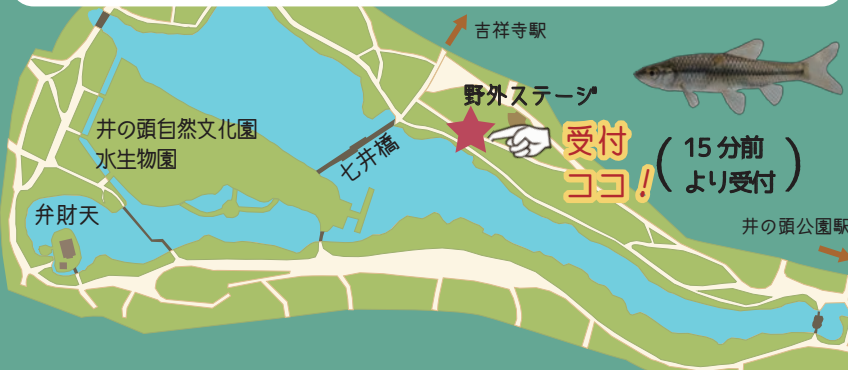 吉祥寺駅
野外ステージ
井の頭自然文化園
水生物園
七井橋
受付
ココ！
（15分前
より受付）
弁財天
井の頭公園駅